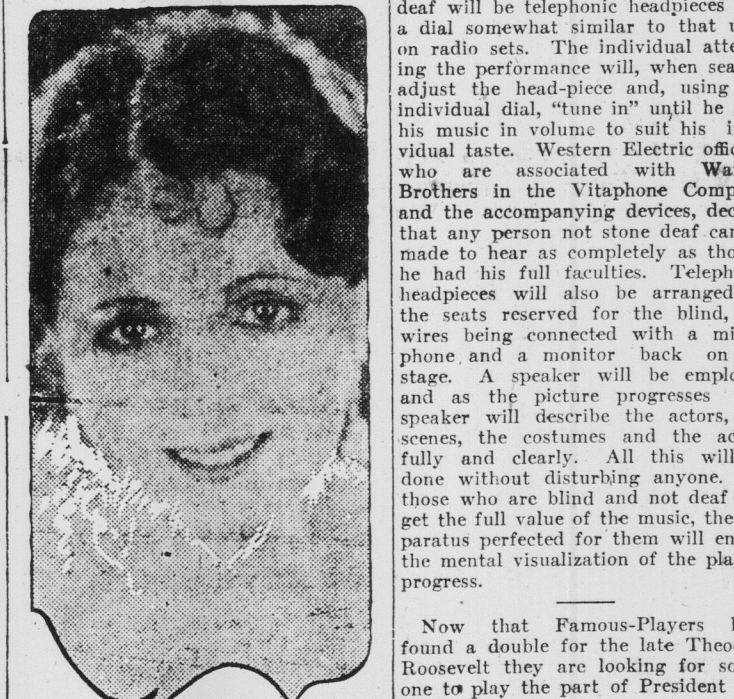 deaf will be telephonic headpieces
a dial somewhat similar to that u
on radio sets. The individual atte
ing the performance will, when sea
adjust the head-piece and, using
individual dial, "tune in" until he
his music in volume to suit his i
vidual taste. Western Electric offic
who are associated with Wa
Brothers in the Vitaphone Comp
and the accompanying devices, dec
that any person not stone deaf can
made to hear as completely as tho
he had his full faculties. Teleph
headpieces will also be arranged
the seats reserved for the blind,
wires being connected with a mi
phone and a monitor back on
stage. A speaker will be emplo
and as the picture progresses
speaker will describe the actors,
scenes, the costumes and the ac
fully and clearly. All this will
done without disturbing anyone.
those who are blind and not deaf
get the full value of the music, the
paratus perfected for them will en
the mental visualization of the pla
progress.
Now that Famous-Players
found a double for the late Theo
Roosevelt they are looking for so
one to play the part of President